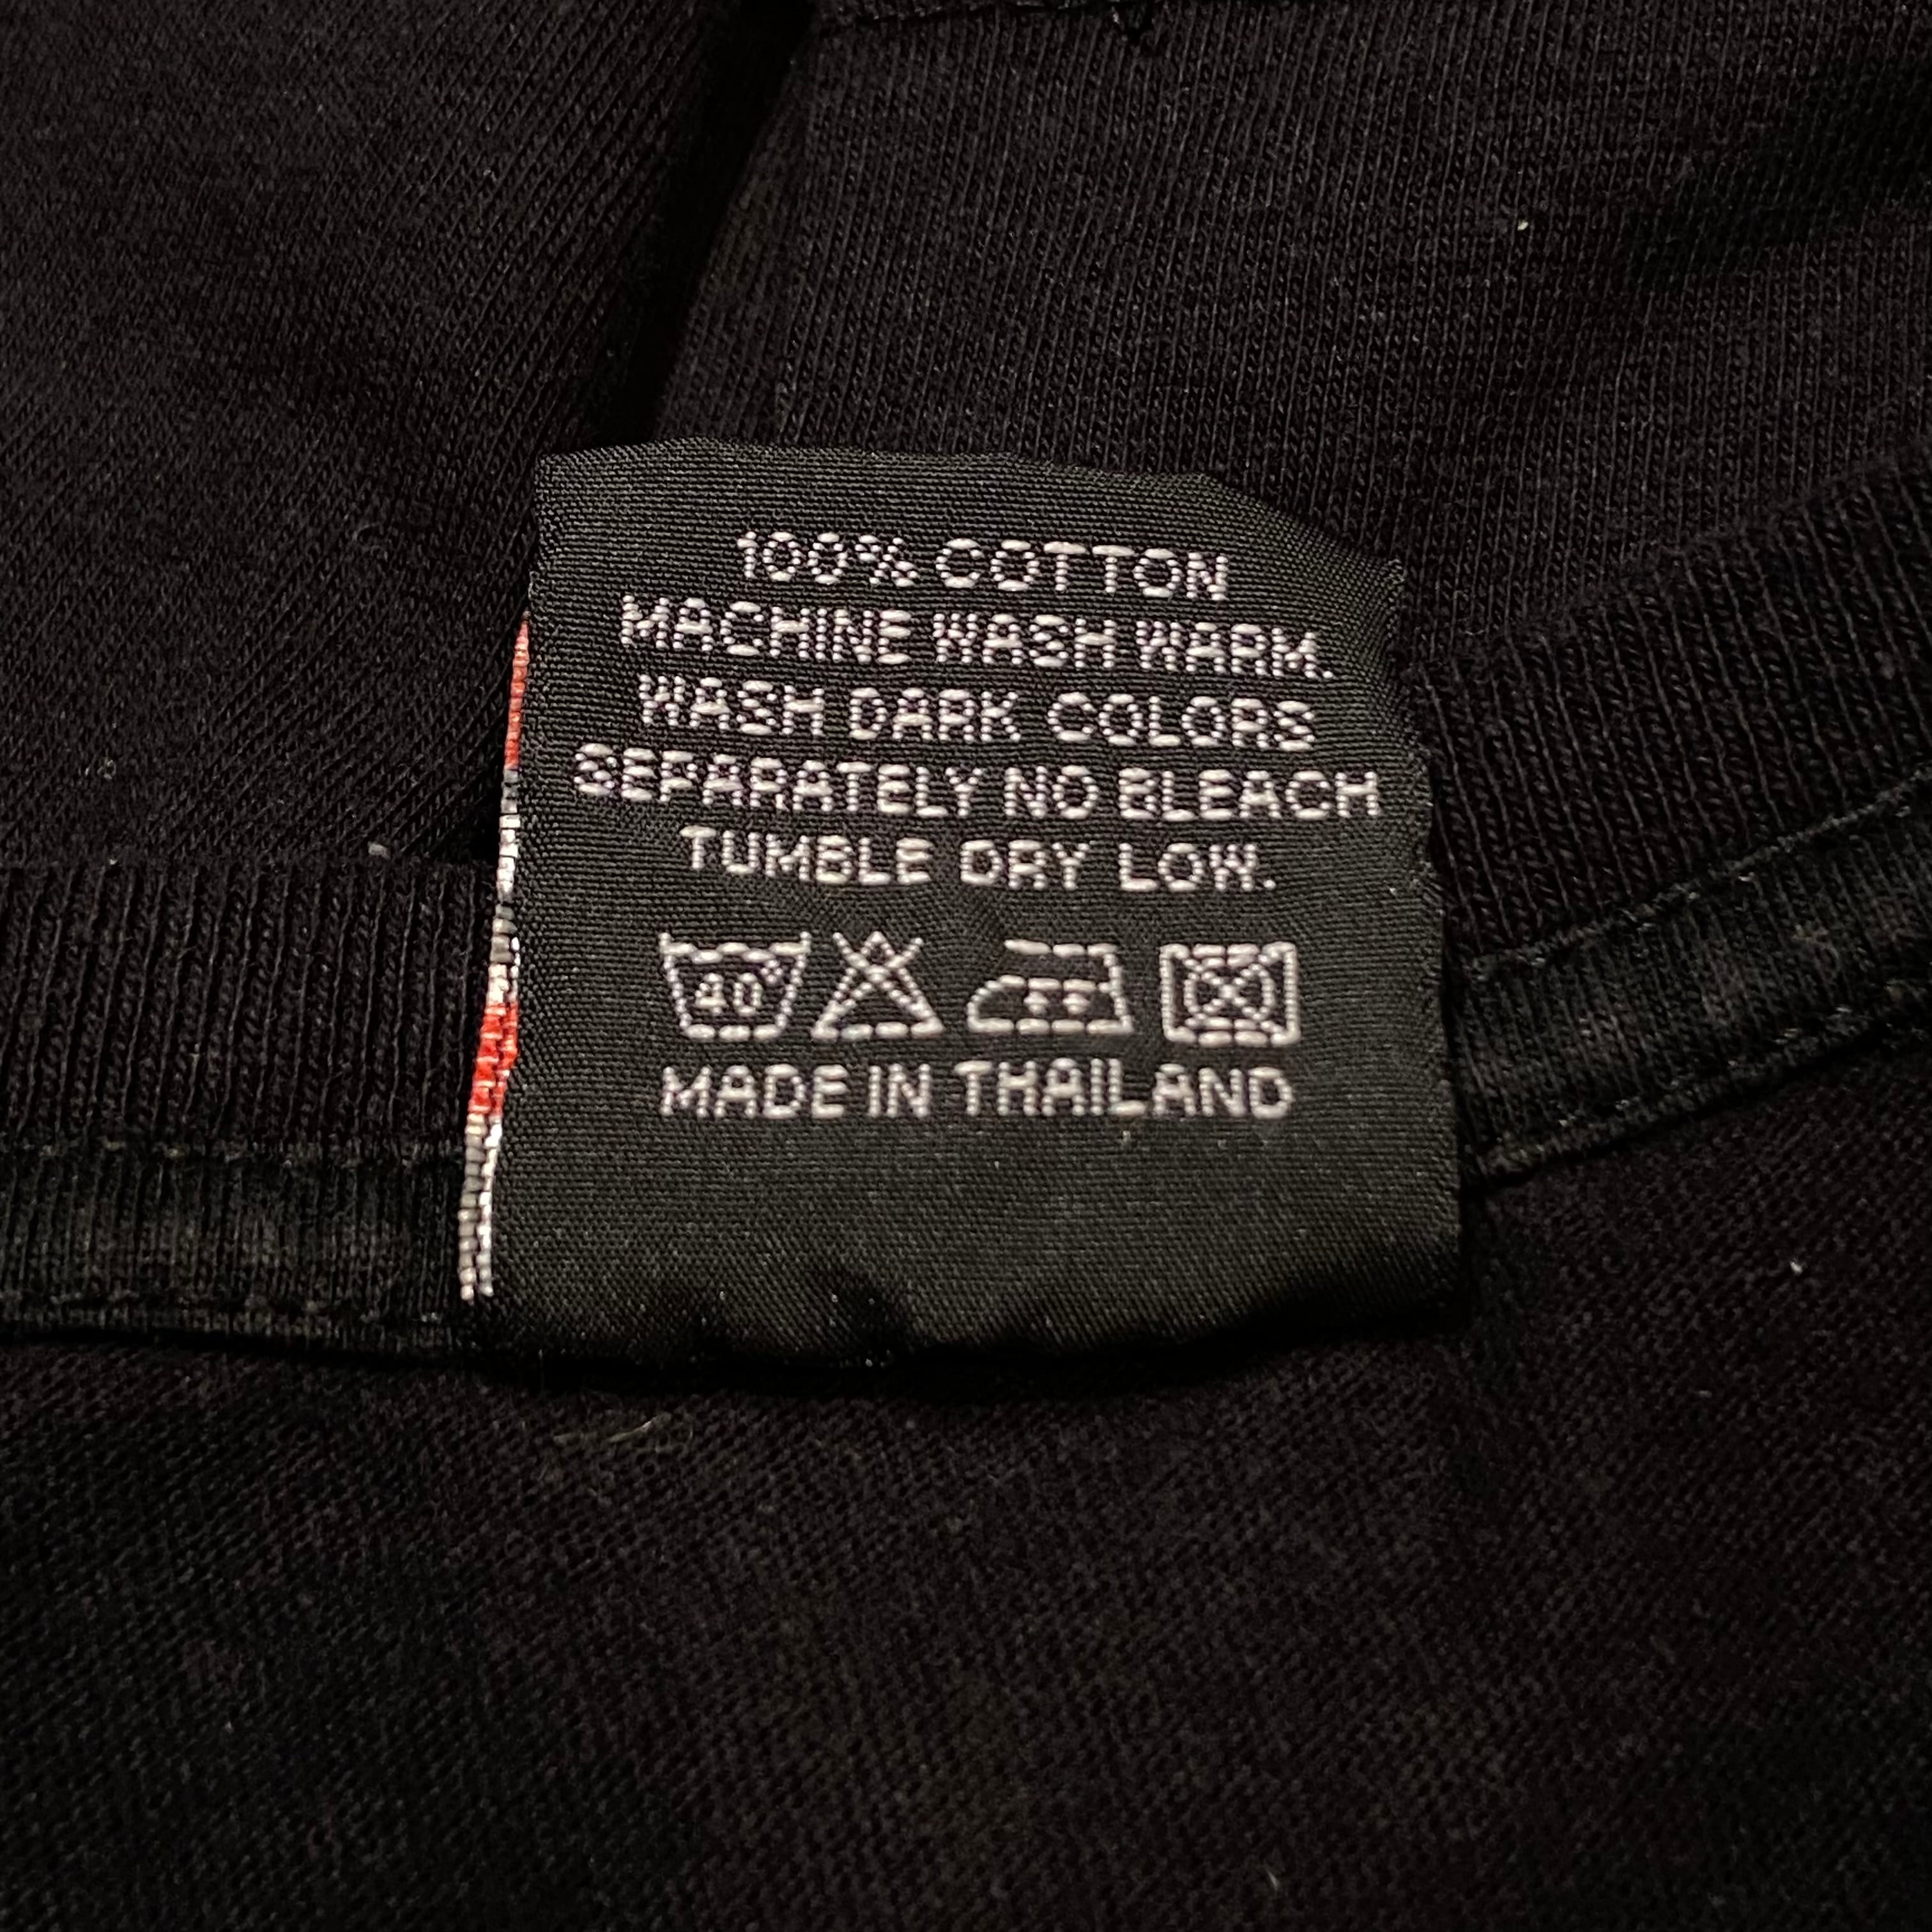 100% COTTON
MACHINE WASH WARM.
WASH DARK COLORS
SEPARATELY NO BLEACH
TUMBLE DRY LOW.
40°
MADE IN THAILAND